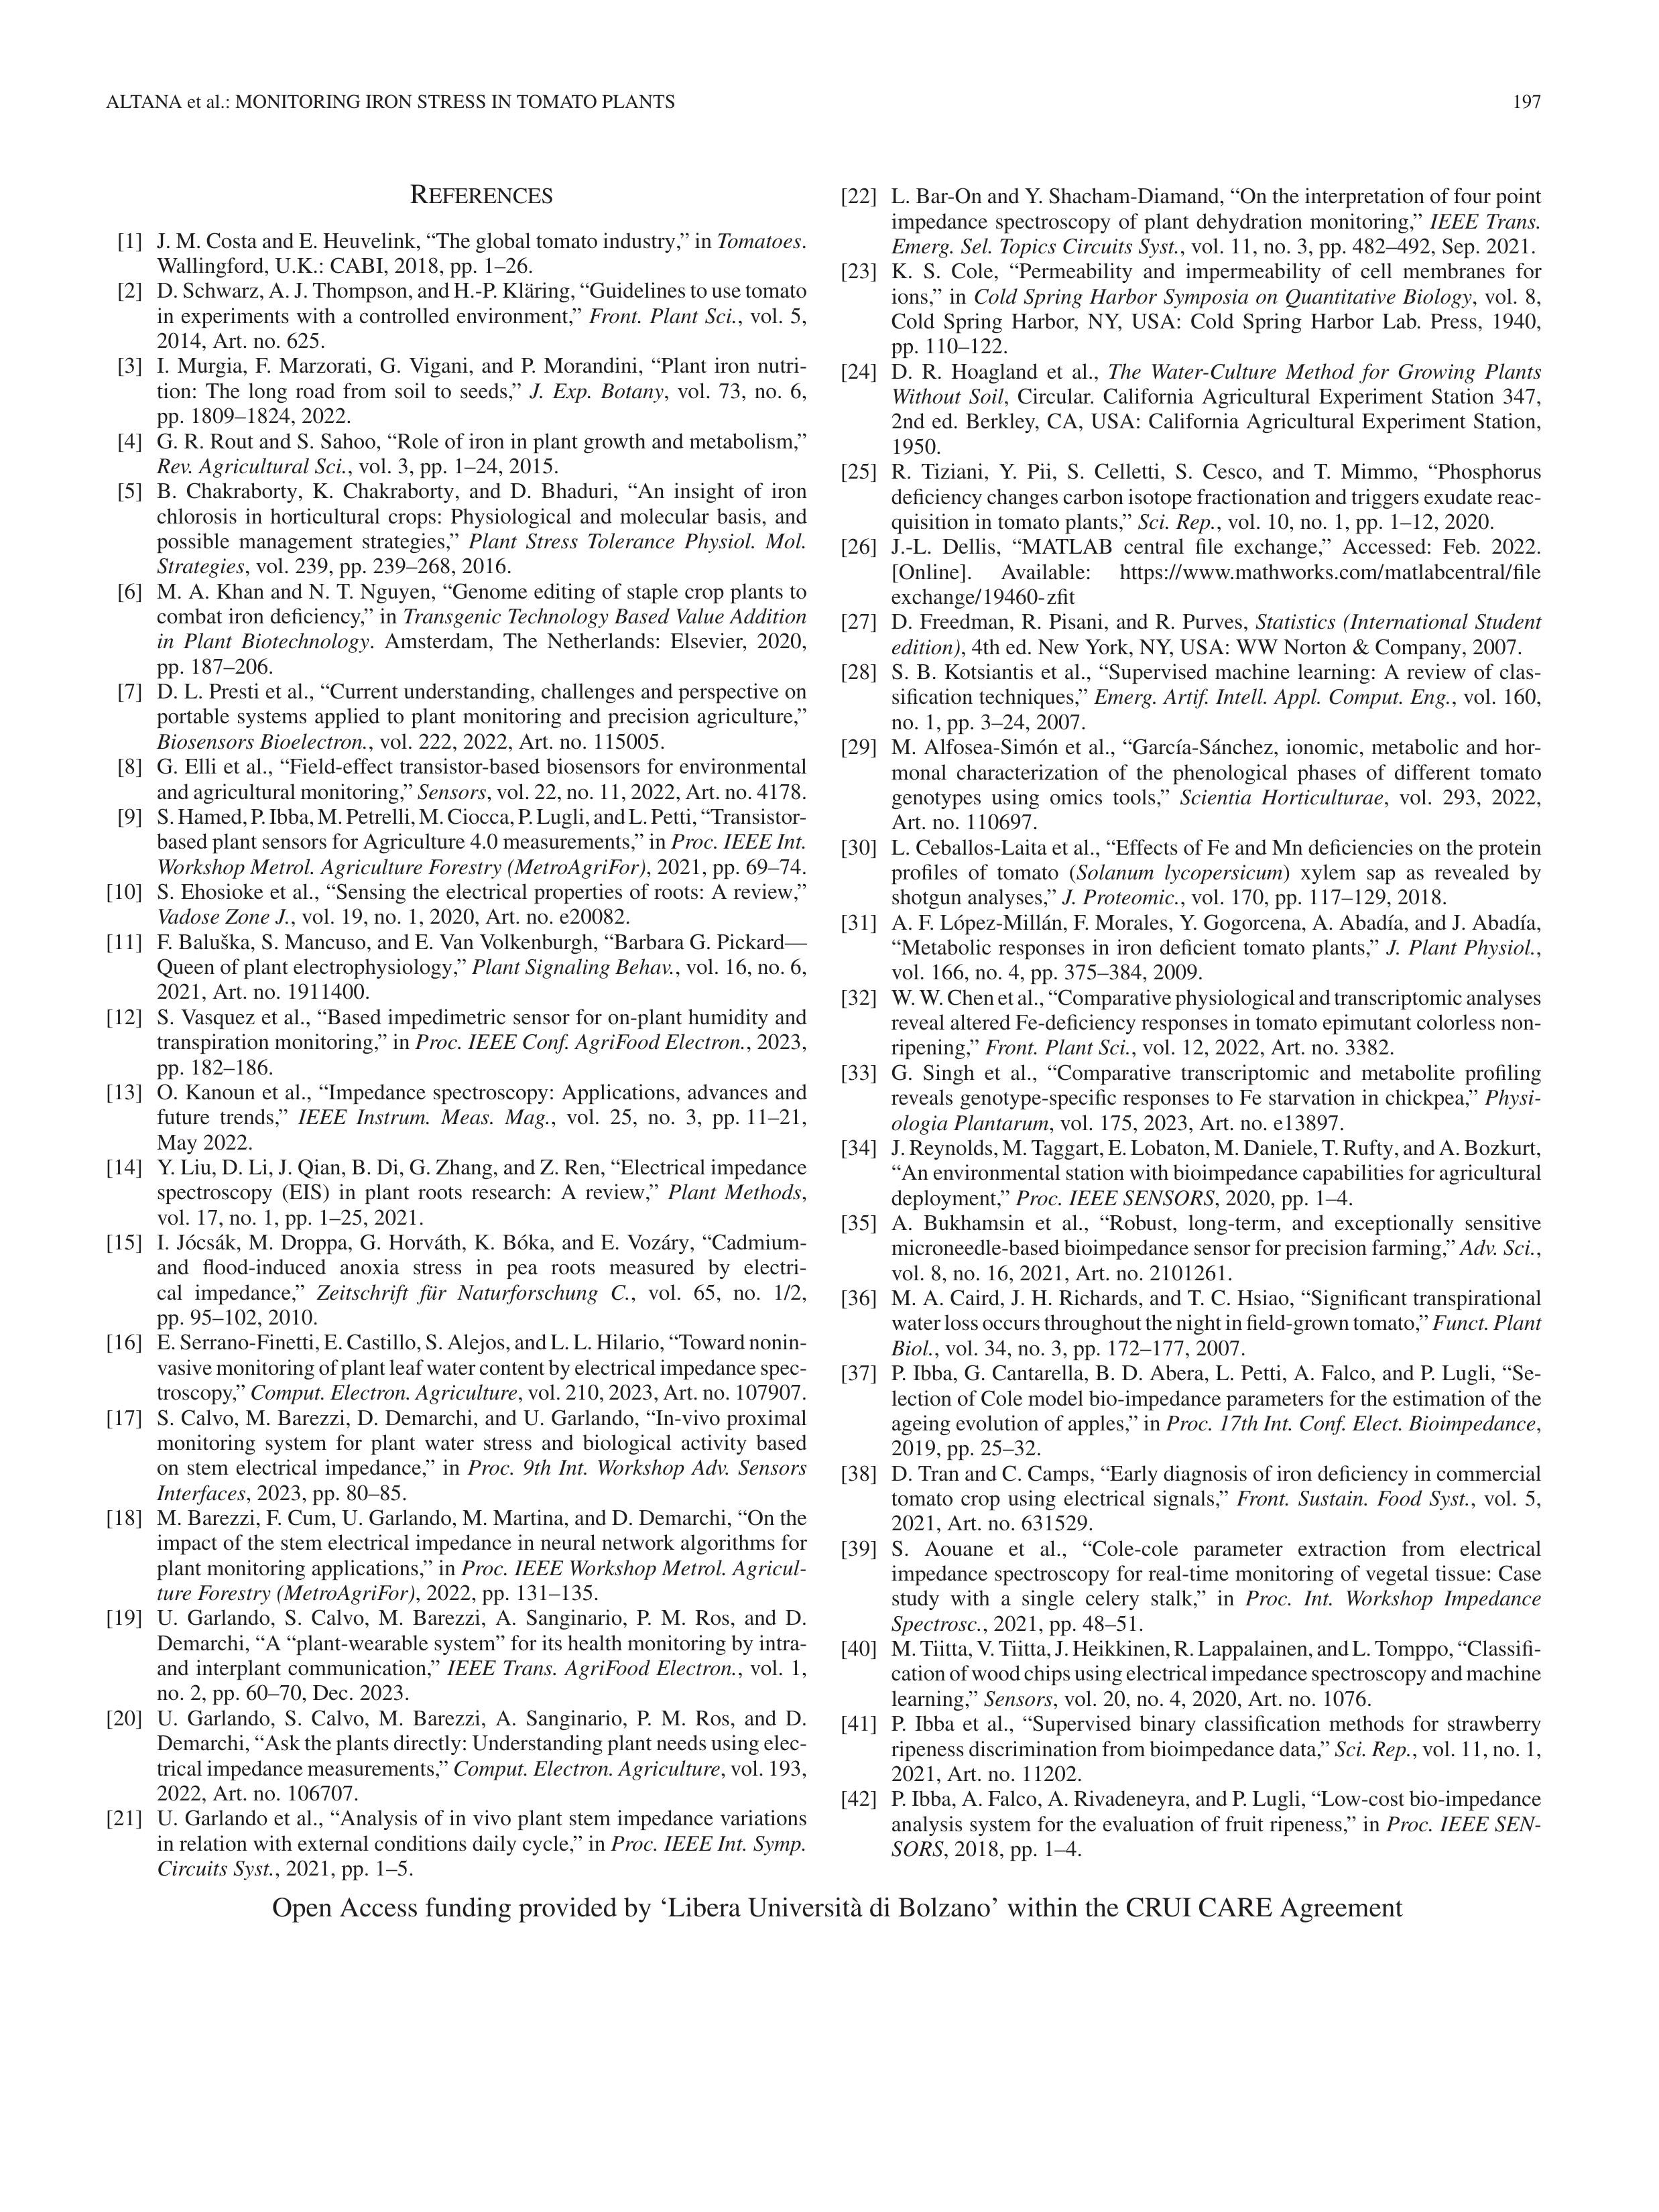 ALTANA et al.: MONITORING IRON STRESS IN TOMATO PLANTS
197
REFERENCES
[1] J. M. Costa and E. Heuvelink, “The global tomato industry,” in Tomatoes.
Wallingford, U.K.: CABI, 2018, pp. 1–26.
[2] D. Schwarz, A. J. Thompson, and H.-P. Kläring, “Guidelines to use tomato
in experiments with a controlled environment,” Front. Plant Sci., vol. 5,
2014, Art. no. 625.
[3] I. Murgia, F. Marzorati, G. Vigani, and P. Morandini, “Plant iron nutri-
tion: The long road from soil to seeds,” J. Exp. Botany, vol. 73, no. 6,
pp. 1809–1824, 2022.
[4] G. R. Rout and S. Sahoo, “Role of iron in plant growth and metabolism,”
Rev. Agricultural Sci., vol. 3, pp. 1–24, 2015.
[5] B. Chakraborty, K. Chakraborty, and D. Bhaduri, “An insight of iron
chlorosis in horticultural crops: Physiological and molecular basis, and
possible management strategies,” Plant Stress Tolerance Physiol. Mol.
Strategies, vol. 239, pp. 239–268, 2016.
[6] M. A. Khan and N. T. Nguyen, “Genome editing of staple crop plants to
combat iron deficiency,” in Transgenic Technology Based Value Addition
in Plant Biotechnology. Amsterdam, The Netherlands: Elsevier, 2020,
pp. 187–206.
[7] D. L. Presti et al., “Current understanding, challenges and perspective on
portable systems applied to plant monitoring and precision agriculture,”
Biosensors Bioelectron., vol. 222, 2022, Art. no. 115005.
[8] G. Elli et al., “Field-effect transistor-based biosensors for environmental
and agricultural monitoring,” Sensors, vol. 22, no. 11, 2022, Art. no. 4178.
[9] S. Hamed, P. Ibba, M. Petrelli, M. Ciocca, P. Lugli, and L. Petti, “Transistor-
based plant sensors for Agriculture 4.0 measurements,” in Proc. IEEE Int.
Workshop Metrol. Agriculture Forestry (MetroAgriFor), 2021, pp. 69–74.
[10] S. Ehosioke et al., “Sensing the electrical properties of roots: A review,”
Vadose Zone J., vol. 19, no. 1, 2020, Art. no. e20082.
[11] F. Baluška, S. Mancuso, and E. Van Volkenburgh, “Barbara G. Pickard—
Queen of plant electrophysiology,” Plant Signaling Behav., vol. 16, no. 6,
2021, Art. no. 1911400.
[12] S. Vasquez et al., “Based impedimetric sensor for on-plant humidity and
transpiration monitoring,” in Proc. IEEE Conf. AgriFood Electron., 2023,
pp. 182–186.
[13] O. Kanoun et al., “Impedance spectroscopy: Applications, advances and
future trends,” IEEE Instrum. Meas. Mag., vol. 25, no. 3, pp. 11–21,
May 2022.
[14] Y. Liu, D. Li, J. Qian, B. Di, G. Zhang, and Z. Ren, “Electrical impedance
spectroscopy (EIS) in plant roots research: A review,” Plant Methods,
vol. 17, no. 1, pp. 1–25, 2021.
[15] I. Jócsák, M. Droppa, G. Horváth, K. Bóka, and E. Vozáry, “Cadmium-
and flood-induced anoxia stress in pea roots measured by electri-
cal impedance,” Zeitschrift für Naturforschung C., vol. 65, no. 1/2,
pp. 95–102, 2010.
[16] E. Serrano-Finetti, E. Castillo, S. Alejos, and L. L. Hilario, “Toward nonin-
vasive monitoring of plant leaf water content by electrical impedance spec-
troscopy,” Comput. Electron. Agriculture, vol. 210, 2023, Art. no. 107907.
[17] S. Calvo, M. Barezzi, D. Demarchi, and U. Garlando, “In-vivo proximal
monitoring system for plant water stress and biological activity based
on stem electrical impedance,” in Proc. 9th Int. Workshop Adv. Sensors
Interfaces, 2023, pp. 80–85.
[18] M. Barezzi, F. Cum, U. Garlando, M. Martina, and D. Demarchi, “On the
impact of the stem electrical impedance in neural network algorithms for
plant monitoring applications,” in Proc. IEEE Workshop Metrol. Agricul-
ture Forestry (MetroAgriFor), 2022, pp. 131–135.
[19] U. Garlando, S. Calvo, M. Barezzi, A. Sanginario, P. M. Ros, and D.
Demarchi, “A “plant-wearable system” for its health monitoring by intra-
and interplant communication,” IEEE Trans. AgriFood Electron., vol. 1,
no. 2, pp. 60–70, Dec. 2023.
[20] U. Garlando, S. Calvo, M. Barezzi, A. Sanginario, P. M. Ros, and D.
Demarchi, “Ask the plants directly: Understanding plant needs using elec-
trical impedance measurements,” Comput. Electron. Agriculture, vol. 193,
2022, Art. no. 106707.
[21] U. Garlando et al., “Analysis of in vivo plant stem impedance variations
in relation with external conditions daily cycle,” in Proc. IEEE Int. Symp.
Circuits Syst., 2021, pp. 1–5.
[22] L. Bar-On and Y. Shacham-Diamand, “On the interpretation of four point
impedance spectroscopy of plant dehydration monitoring,” IEEE Trans.
Emerg. Sel. Topics Circuits Syst., vol. 11, no. 3, pp. 482–492, Sep. 2021.
[23] K. S. Cole, “Permeability and impermeability of cell membranes for
ions,” in Cold Spring Harbor Symposia on Quantitative Biology, vol. 8,
Cold Spring Harbor, NY, USA: Cold Spring Harbor Lab. Press, 1940,
pp. 110–122.
[24] D. R. Hoagland et al., The Water-Culture Method for Growing Plants
Without Soil, Circular. California Agricultural Experiment Station 347,
2nd ed. Berkley, CA, USA: California Agricultural Experiment Station,
1950.
[25] R. Tiziani, Y. Pii, S. Celletti, S. Cesco, and T. Mimmo, “Phosphorus
deficiency changes carbon isotope fractionation and triggers exudate reac-
quisition in tomato plants,” Sci. Rep., vol. 10, no. 1, pp. 1–12, 2020.
[26] J.-L. Dellis, “MATLAB central file exchange,” Accessed: Feb. 2022.
[Online]. Available: https://www.mathworks.com/matlabcentral/file
exchange/19460-zfit
[27] D. Freedman, R. Pisani, and R. Purves, Statistics (International Student
edition), 4th ed. New York, NY, USA: WW Norton & Company, 2007.
[28] S. B. Kotsiantis et al., “Supervised machine learning: A review of clas-
sification techniques,” Emerg. Artif. Intell. Appl. Comput. Eng., vol. 160,
no. 1, pp. 3–24, 2007.
[29] M. Alfosea-Simón et al., “García-Sánchez, ionomic, metabolic and hor-
monal characterization of the phenological phases of different tomato
genotypes using omics tools,” Scientia Horticulturae, vol. 293, 2022,
Art. no. 110697.
[30] L. Ceballos-Laita et al., “Effects of Fe and Mn deficiencies on the protein
profiles of tomato (Solanum lycopersicum) xylem sap as revealed by
shotgun analyses,” J. Proteomic., vol. 170, pp. 117–129, 2018.
[31] A. F. López-Millán, F. Morales, Y. Gogorcena, A. Abadía, and J. Abadía,
“Metabolic responses in iron deficient tomato plants,” J. Plant Physiol.,
vol. 166, no. 4, pp. 375–384, 2009.
[32] W. W. Chen et al., “Comparative physiological and transcriptomic analyses
reveal altered Fe-deficiency responses in tomato epimutant colorless non-
ripening,” Front. Plant Sci., vol. 12, 2022, Art. no. 3382.
[33] G. Singh et al., “Comparative transcriptomic and metabolite profiling
reveals genotype-specific responses to Fe starvation in chickpea,” Physi-
ologia Plantarum, vol. 175, 2023, Art. no. e13897.
[34] J. Reynolds, M. Taggart, E. Lobaton, M. Daniele, T. Rufty, and A. Bozkurt,
“An environmental station with bioimpedance capabilities for agricultural
deployment,” Proc. IEEE SENSORS, 2020, pp. 1–4.
[35] A. Bukhamsin et al., “Robust, long-term, and exceptionally sensitive
microneedle-based bioimpedance sensor for precision farming,” Adv. Sci.,
vol. 8, no. 16, 2021, Art. no. 2101261.
[36] M. A. Caird, J. H. Richards, and T. C. Hsiao, “Significant transpirational
water loss occurs throughout the night in field-grown tomato,” Funct. Plant
Biol., vol. 34, no. 3, pp. 172–177, 2007.
[37] P. Ibba, G. Cantarella, B. D. Abera, L. Petti, A. Falco, and P. Lugli, “Se-
lection of Cole model bio-impedance parameters for the estimation of the
ageing evolution of apples,” in Proc. 17th Int. Conf. Elect. Bioimpedance,
2019, pp. 25–32.
[38] D. Tran and C. Camps, “Early diagnosis of iron deficiency in commercial
tomato crop using electrical signals,” Front. Sustain. Food Syst., vol. 5,
2021, Art. no. 631529.
[39] S. Aouane et al., “Cole-cole parameter extraction from electrical
impedance spectroscopy for real-time monitoring of vegetal tissue: Case
study with a single celery stalk,” in Proc. Int. Workshop Impedance
Spectrosc., 2021, pp. 48–51.
[40] M. Tiitta, V. Tiitta, J. Heikkinen, R. Lappalainen, and L. Tomppo, “Classifi-
cation of wood chips using electrical impedance spectroscopy and machine
learning,” Sensors, vol. 20, no. 4, 2020, Art. no. 1076.
[41] P. Ibba et al., “Supervised binary classification methods for strawberry
ripeness discrimination from bioimpedance data,” Sci. Rep., vol. 11, no. 1,
2021, Art. no. 11202.
[42] P. Ibba, A. Falco, A. Rivadeneyra, and P. Lugli, “Low-cost bio-impedance
analysis system for the evaluation of fruit ripeness,” in Proc. IEEE SEN-
SORS, 2018, pp. 1–4.
Open Access funding provided by ‘Libera Università di Bolzano’ within the CRUI CARE Agreement